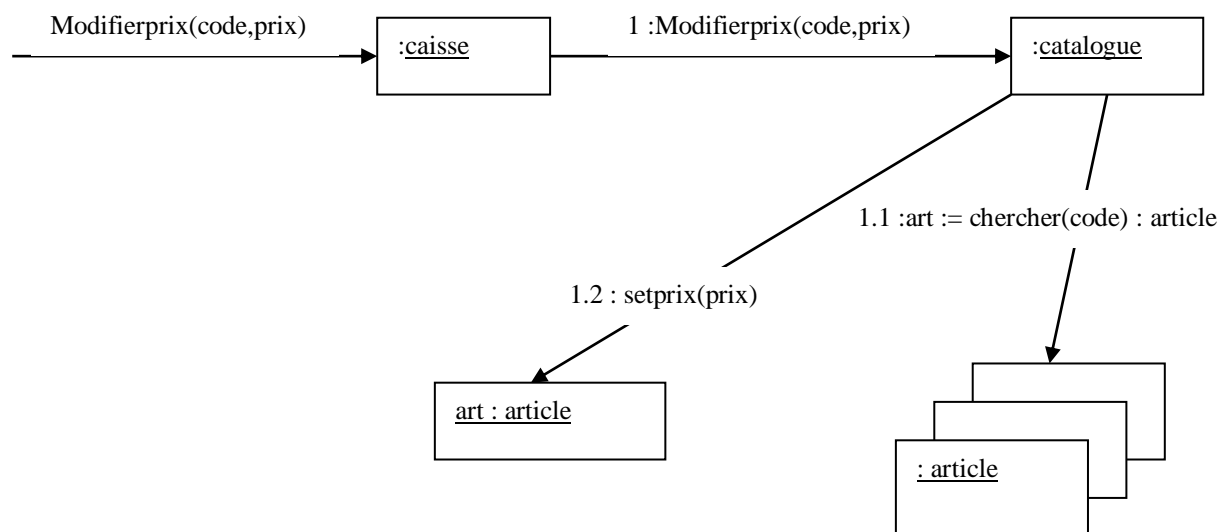 Modifierprix(code,prix)
1 :Modifierprix(code,prix)
:caisse
:catalogue
1.1 :art := chercher(code) : article
1.2 : setprix(prix)
art : article
: article